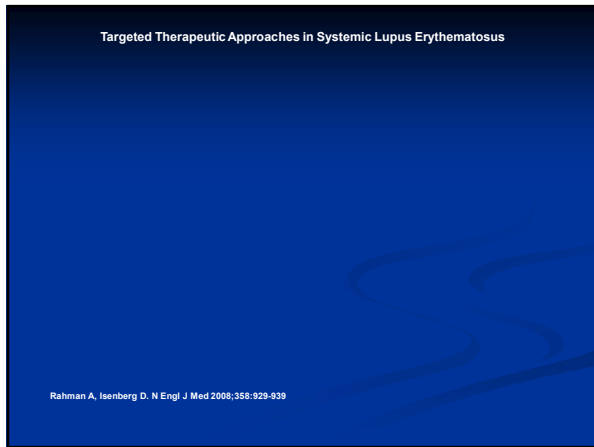 Targeted Therapeutic Approaches in Systemic Lupus Erythematosus
Rahman A, Isenberg D. N Engl J Med 2008;358:929-939